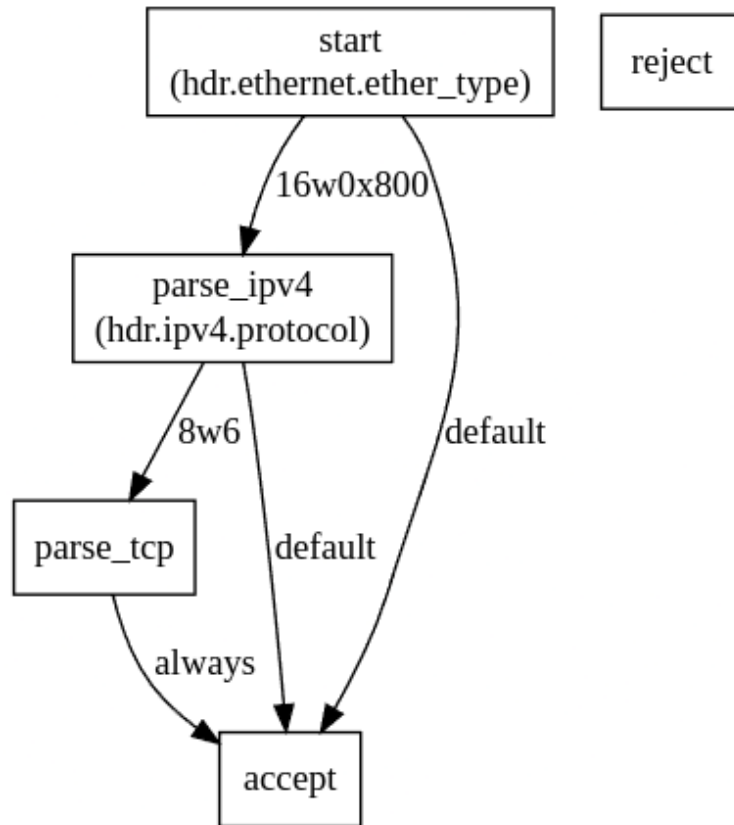 start
(hdr.ethernet.ether_type)
reject
16w0x800
parse_ipv4
(hdr.ipv4.protocol)
8w6
default
parse_tcp
default
always
accept